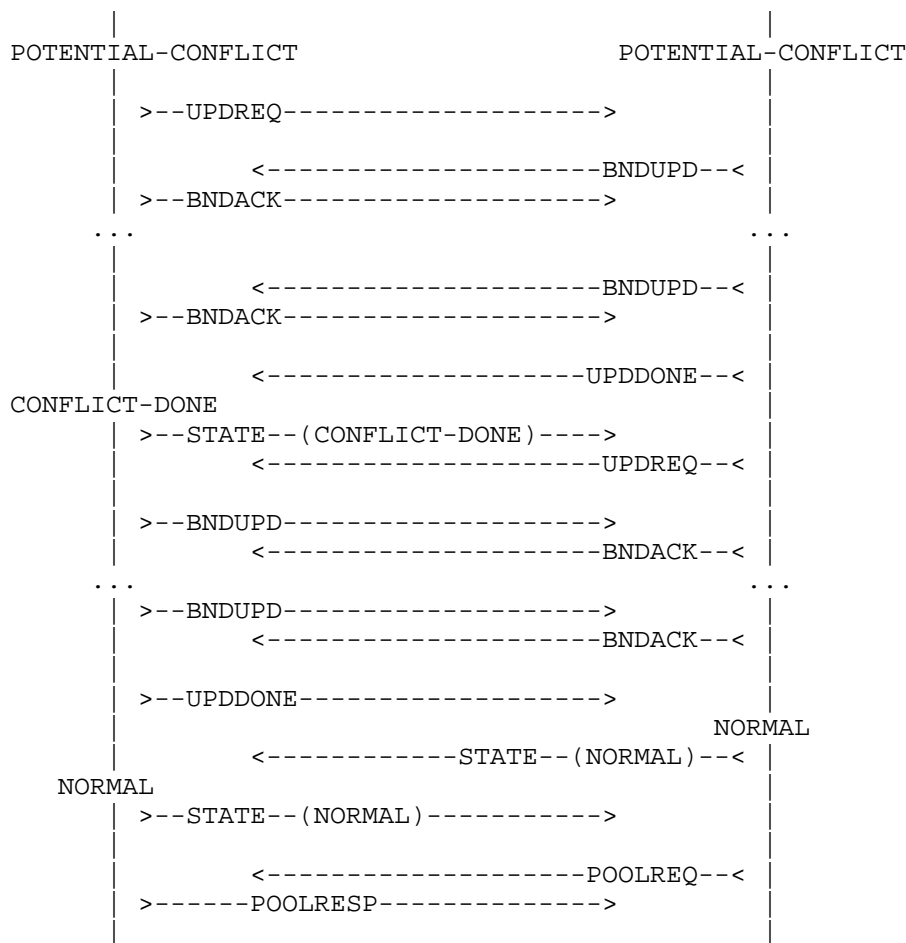 POTENTIAL-CONFLICT                POTENTIAL-CONFLICT
>--UPDREQ-------------------->
<---------------------BNDUPD--<
>--BNDACK-------------------->
...                               ...
<---------------------BNDUPD--<
>--BNDACK-------------------->
<--------------------UPDDONE--<
CONFLICT-DONE
>--STATE--(CONFLICT-DONE)---->
<---------------------UPDREQ--<
>--BNDUPD-------------------->
<---------------------BNDACK--<
...                               ...
>--BNDUPD-------------------->
<---------------------BNDACK--<
>--UPDDONE------------------->
NORMAL
<------------STATE--(NORMAL)--<
NORMAL
>--STATE--(NORMAL)----------->
<--------------------POOLREQ--<
>------POOLRESP-------------->